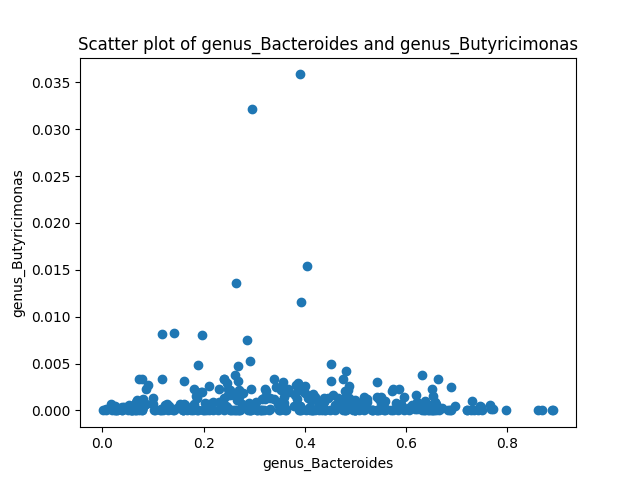 Scatter plot of genus_Bacteroides and genus_Butyricimonas
0.035
0.030
0.025
0.020
0.015
0.010
0.005
0.000
genus_Butyricimonas
0.0 0.2 0.4 0.6 0.8
genus_Bacteroides